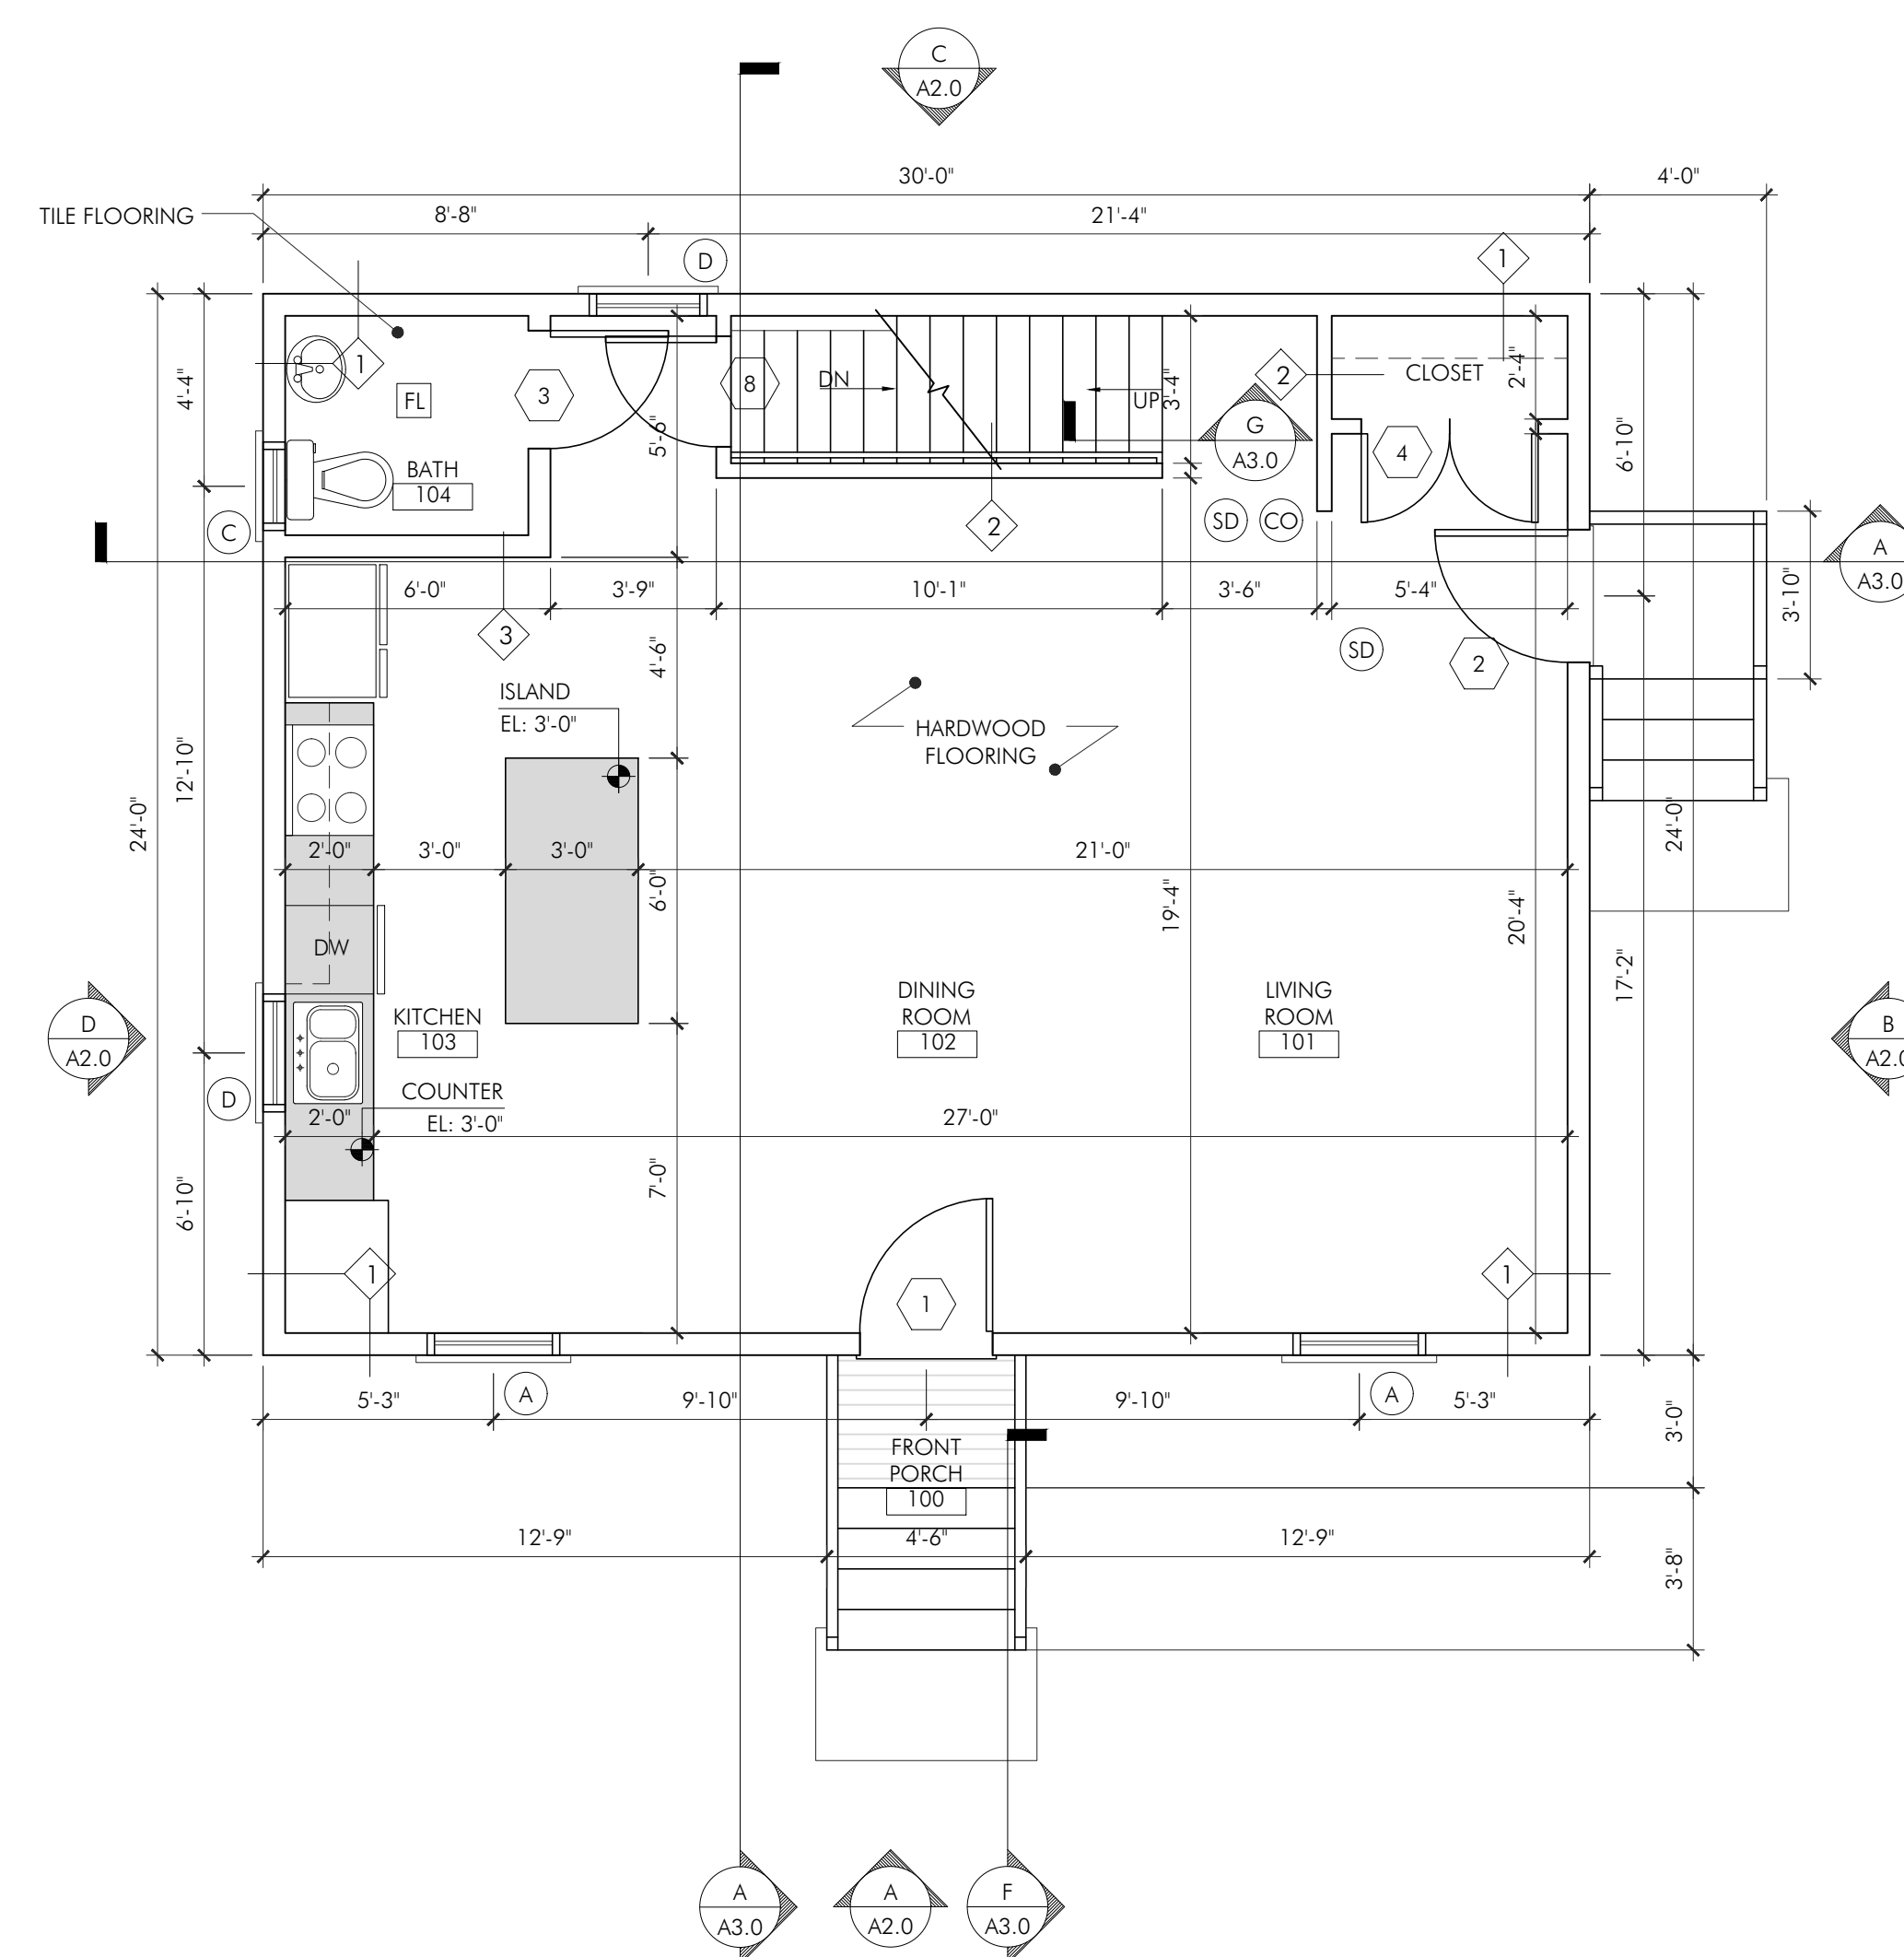 C
A2.0
30'-0"
4'-0"
TILE FLOORING
8'-8"
21'-4"
D
1
1
FL
3
8
DN
UP
3'-4"
2
CLOSET
2'-4"
4'-4"
5'-6"
G
A3.0
4
6'-10"
BATH
104
C
2
SD
CO
A
A3.0
6'-0"
3'-9"
10'-1"
3'-6"
5'-4"
3'-10"
3
4'-6"
SD
2
ISLAND
EL: 3'-0"
HARDWOOD
FLOORING
24'-0"
12'-10"
24'-0"
2'-0"
3'-0"
3'-0"
21'-0"
6'-0"
19'-4"
20'-4"
DW
17'-2"
D
A2.0
KITCHEN
103
DINING
ROOM
102
LIVING
ROOM
101
B
A2.0
D
COUNTER
EL: 3'-0"
2'-0"
27'-0"
6'-10"
7'-0"
1
1
1
5'-3"
A
9'-10"
9'-10"
A
5'-3"
3'-0"
FRONT
PORCH
100
12'-9"
4'-6"
12'-9"
3'-8"
A
A3.0
A
A2.0
F
A3.0